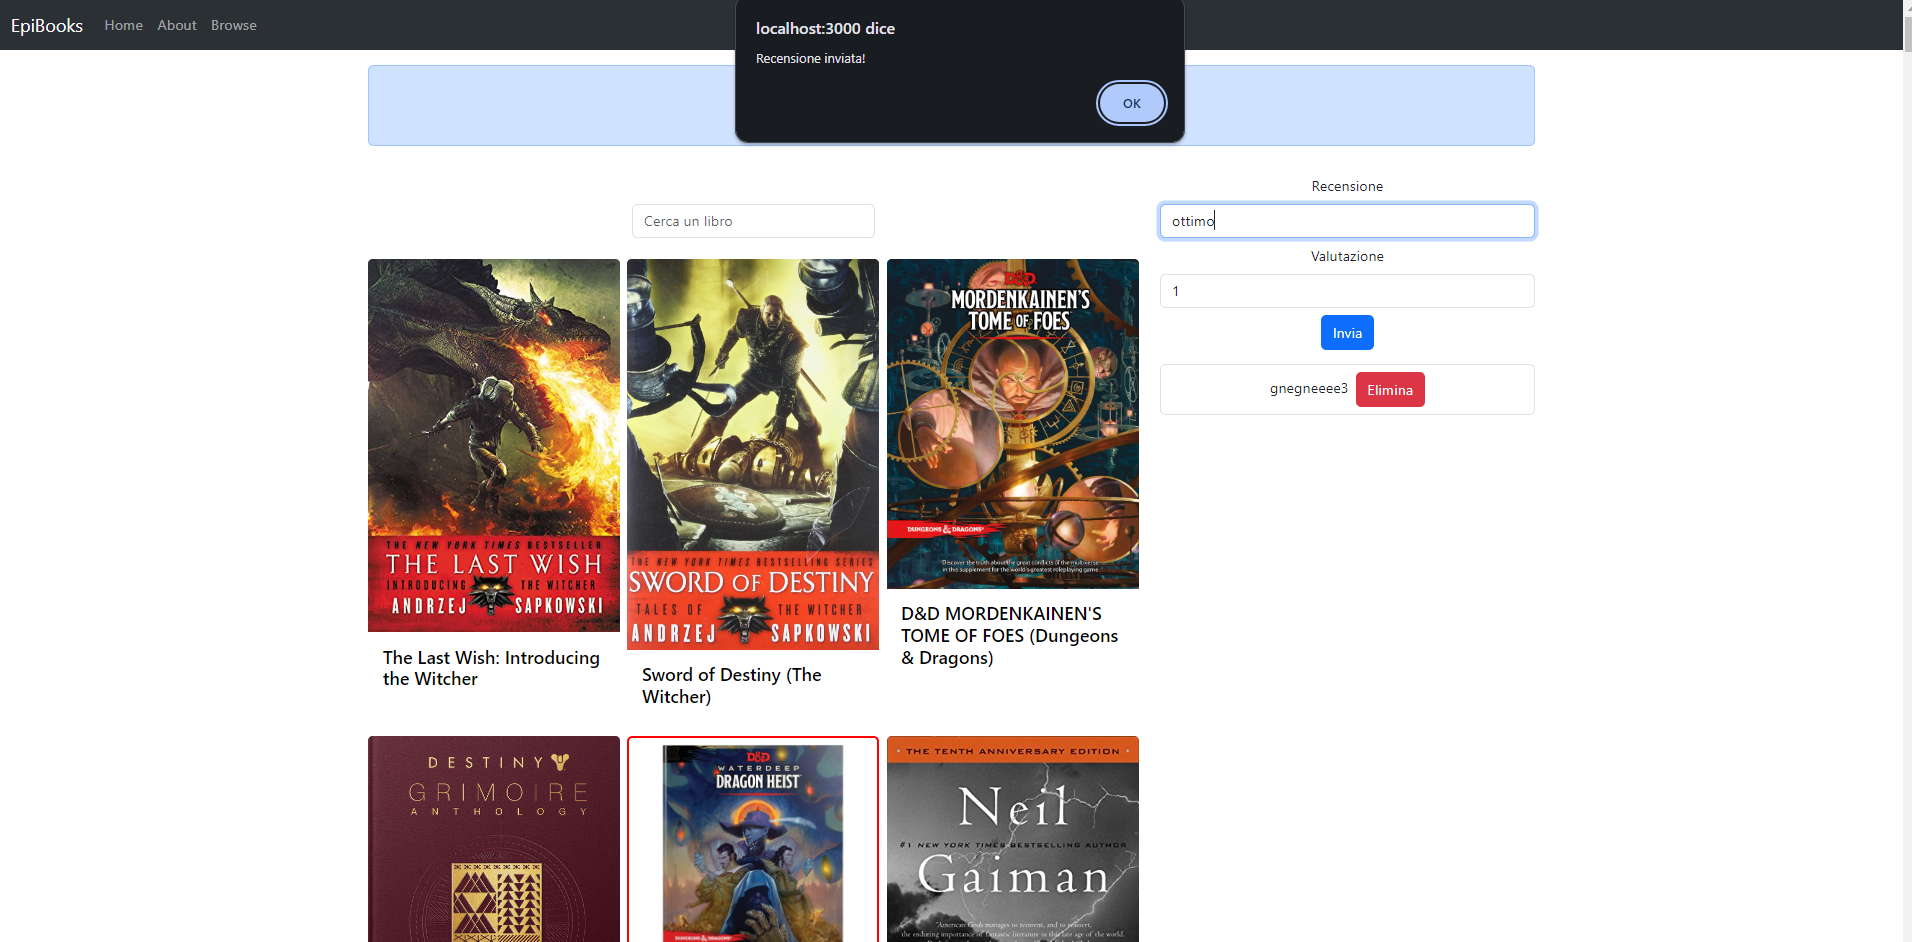 EpiBooks
Home
About
Browse
localhost:3000 dice
Recensione inviata!
OK
Recensione
Cerca un libro
ottimo
Valutazione
1
Invia
gnegneeee3
Elimina
THE NEW YORK TIMES BESTSELLER
THE LAST WISH
INTRODUCING THE WITCHER
ANDRZEJ SAPKOWSKI
The Last Wish: Introducing
the Witcher
THE NEW YORK TIMES BESTSELLING SERIES
SWORD OF DESTINY
TALES OF THE WITCHER
ANDRZEJ SAPKOWSKI
Sword of Destiny (The
Witcher)
D&D
MORDENKAINEN'S
TOME OF FOES
DUNGEONS & DRAGONS
Discover the truth about the great conflicts of the multiverse
in this supplement for the world's greatest roleplaying game
D&D MORDENKAINEN'S
TOME OF FOES (Dungeons
& Dragons)
DESTINY
GRIMOIRE
ANTHOLOGY
D&D
WATERDEEP
DRAGON HEIST
DUNGEONS & DRAGONS
THE TENTH ANNIVERSARY EDITION
Neil
#1 NEW YORK TIMES BESTSELLING AUTHOR
Gaiman
"American Gods manages to reinvent, and to reassert,
the enduring importance of fantastic literature in this late age of the world.